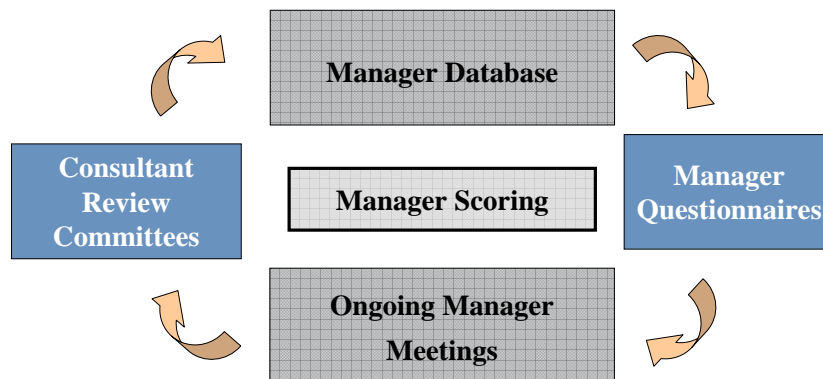 Manager Database
Consultant
Review
Committees
Manager Scoring
Manager
Questionnaires
Ongoing Manager
Meetings